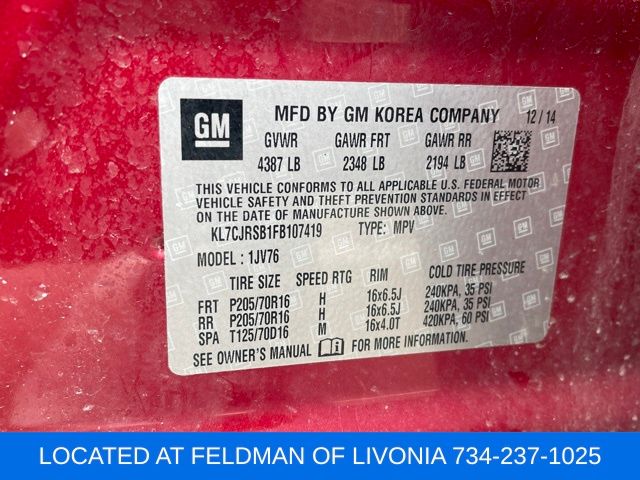 GM
MFD BY GM KOREA COMPANY 12/14
GVWR GAWR FRT GAWR RR
4387 LB 2348 LB 2194 LB
THIS VEHICLE CONFORMS TO ALL APPLICABLE U.S. FEDERAL MOTOR
VEHICLE SAFETY, BUMPER, AND THEFT PREVENTION STANDARDS IN EFFECT
ON THE DATE OF MANUFACTURE SHOWN ABOVE.
KL7CJRSB1FB107419 TYPE: MPV
MODEL : 1JV76
TIRE SIZE SPEED RTG RIM COLD TIRE PRESSURE
FRT P205/70R16 H 16x6.5J 240KPA, 35 PSI
RR P205/70R16 H 16x6.5J 240KPA, 35 PSI
SPA T125/70D16 M 16x4.0T 420KPA, 60 PSI
SEE OWNER'S MANUAL FOR MORE INFORMATION.
LOCATED AT FELDMAN OF LIVONIA 734-237-1025